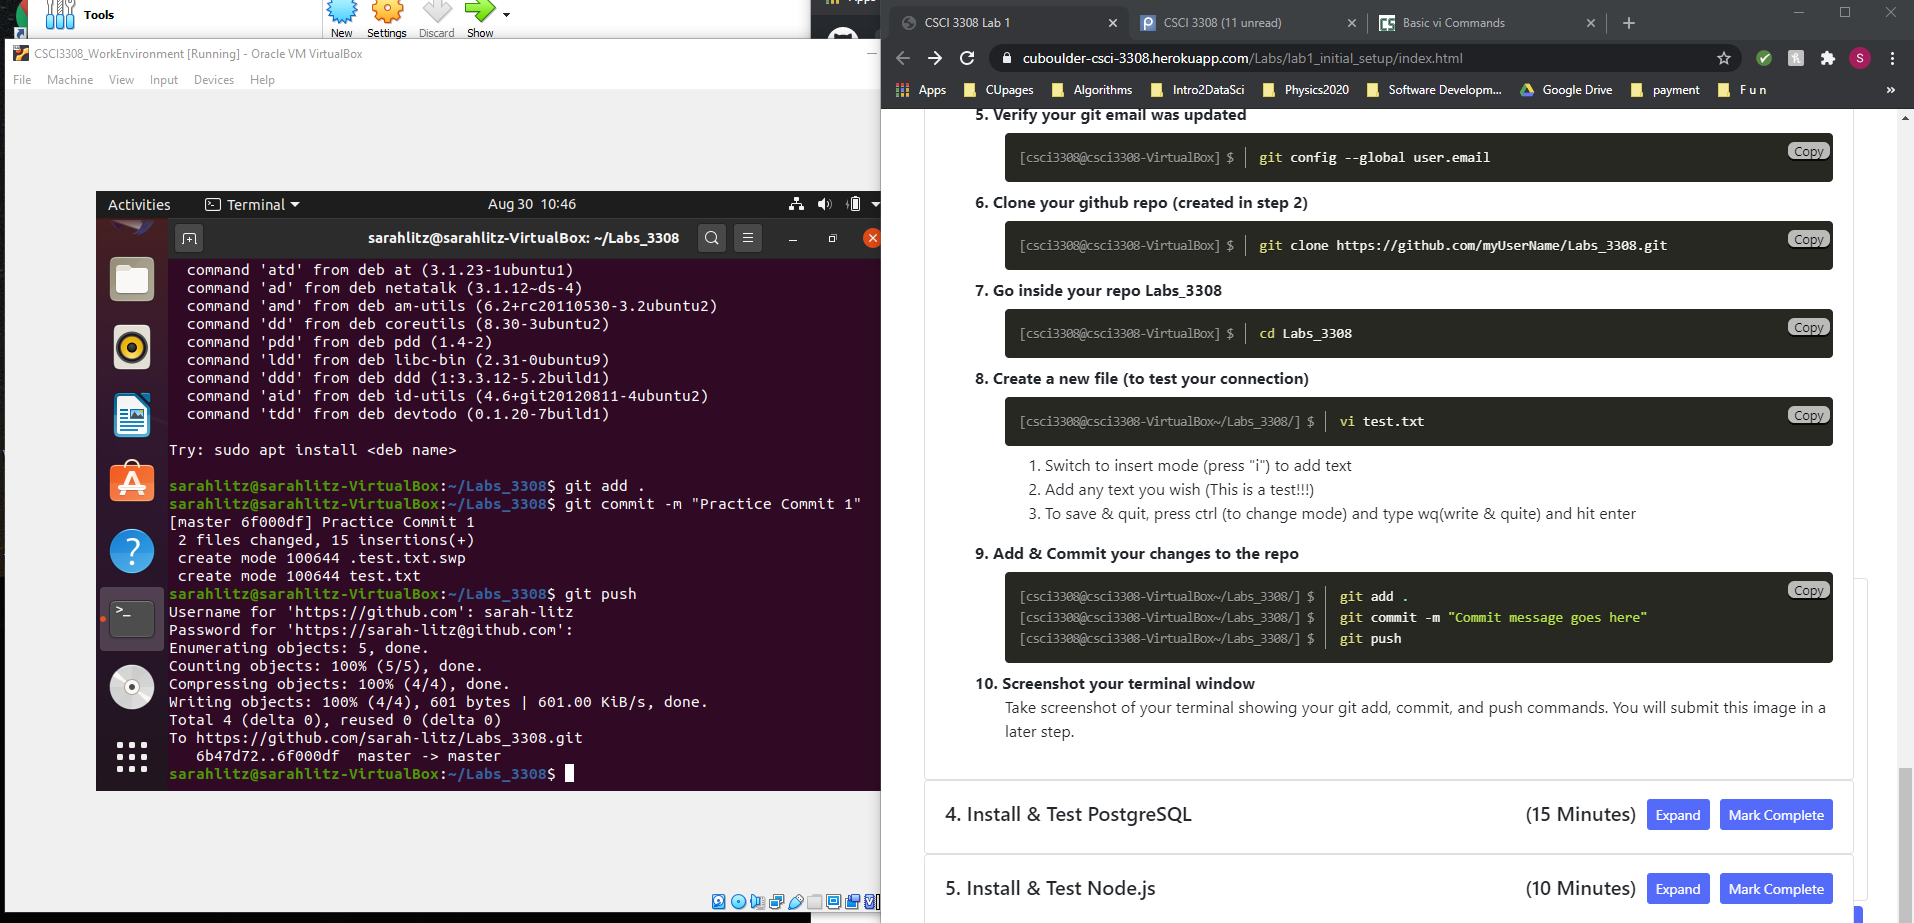 Tools
New Settings Discard Show
CSCI3308_WorkEnvironment [Running] - Oracle VM VirtualBox
File Machine View Input Devices Help
Activities Terminal Aug 30 10:46
sarahlitz@sarahlitz-VirtualBox: ~/Labs_3308
command 'atd' from deb at (3.1.23-1ubuntu1)
command 'ad' from deb netatalk (3.1.12~ds-4)
command 'amd' from deb am-utils (6.2+rc20110530-3.2ubuntu2)
command 'dd' from deb coreutils (8.30-3ubuntu2)
command 'pdd' from deb pdd (1.4-2)
command 'ldd' from deb libc-bin (2.31-0ubuntu9)
command 'ddd' from deb ddd (1:3.3.12-5.2build1)
command 'aid' from deb id-utils (4.6+git20120811-4ubuntu2)
command 'tdd' from deb devtodo (0.1.20-7build1)
Try: sudo apt install <deb name>
sarahlitz@sarahlitz-VirtualBox:~/Labs_3308$ git add .
sarahlitz@sarahlitz-VirtualBox:~/Labs_3308$ git commit -m "Practice Commit 1"
[master 6f000df] Practice Commit 1
2 files changed, 15 insertions(+)
create mode 100644 .test.txt.swp
create mode 100644 test.txt
sarahlitz@sarahlitz-VirtualBox:~/Labs_3308$ git push
Username for 'https://github.com': sarah-litz
Password for 'https://sarah-litz@github.com':
Enumerating objects: 5, done.
Counting objects: 100% (5/5), done.
Compressing objects: 100% (4/4), done.
Writing objects: 100% (4/4), 601 bytes | 601.00 KiB/s, done.
Total 4 (delta 0), reused 0 (delta 0)
To https://github.com/sarah-litz/Labs_3308.git
6b47d72..6f000df master -> master
sarahlitz@sarahlitz-VirtualBox:~/Labs_3308$
CSCI 3308 Lab 1
CSCI 3308 (11 unread)
Basic vi Commands
cuboulder-csci-3308.herokuapp.com/Labs/lab1_initial_setup/index.html
S
Apps CUpages Algorithms Intro2DataSci Physics2020 Software Developm... Google Drive payment F u n »
5. Verify your git email was updated
[csci3308@csci3308-VirtualBox] $ git config --global user.email
Copy
6. Clone your github repo (created in step 2)
[csci3308@csci3308-VirtualBox] $ git clone https://github.com/myUserName/Labs_3308.git
Copy
7. Go inside your repo Labs_3308
[csci3308@csci3308-VirtualBox] $ cd Labs_3308
Copy
8. Create a new file (to test your connection)
[csci3308@csci3308-VirtualBox~/Labs_3308/] $ vi test.txt
Copy
1. Switch to insert mode (press “i”) to add text
2. Add any text you wish (This is a test!!!)
3. To save & quit, press ctrl (to change mode) and type wq(write & quite) and hit enter
9. Add & Commit your changes to the repo
[csci3308@csci3308-VirtualBox~/Labs_3308/] $ git add .
Copy
[csci3308@csci3308-VirtualBox~/Labs_3308/] $ git commit -m "Commit message goes here"
[csci3308@csci3308-VirtualBox~/Labs_3308/] $ git push
10. Screenshot your terminal window
Take screenshot of your terminal showing your git add, commit, and push commands. You will submit this image in a
later step.
4. Install & Test PostgreSQL (15 Minutes) Expand Mark Complete
5. Install & Test Node.js (10 Minutes) Expand Mark Complete